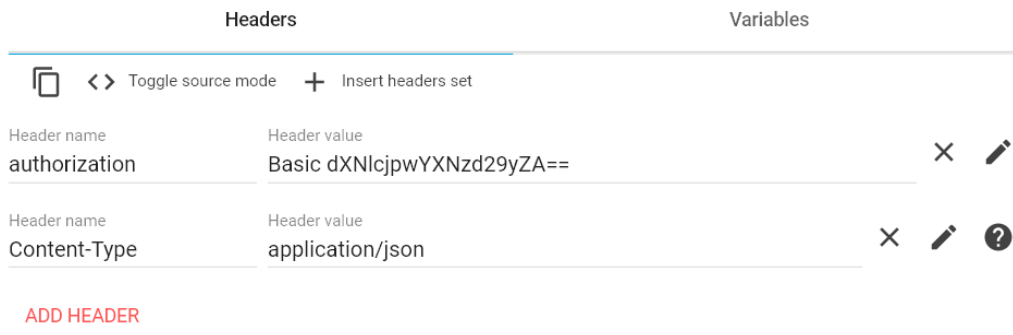 Headers Variables
Toggle source mode Insert headers set
Header name Header value
authorization Basic dXNlcjpwYXNzd29yZA==
Header name Header value
Content-Type application/json
ADD HEADER